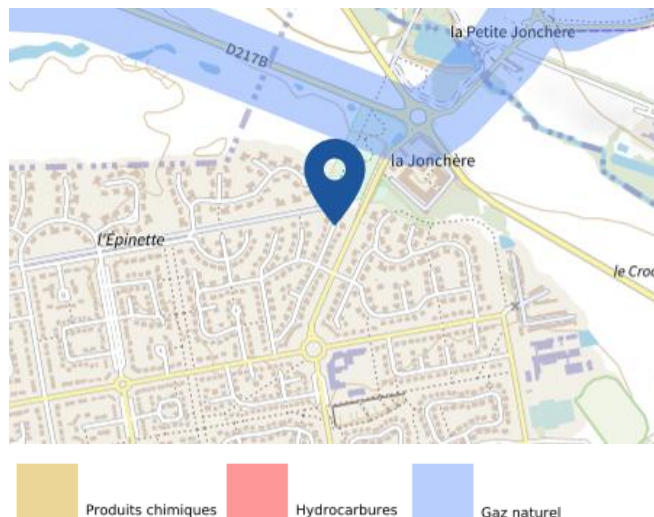 la Petite Jonchère
D217B
la Jonchère
l'Épinette
le Croc
Produits chimiques
Hydrocarbures
Gaz naturel